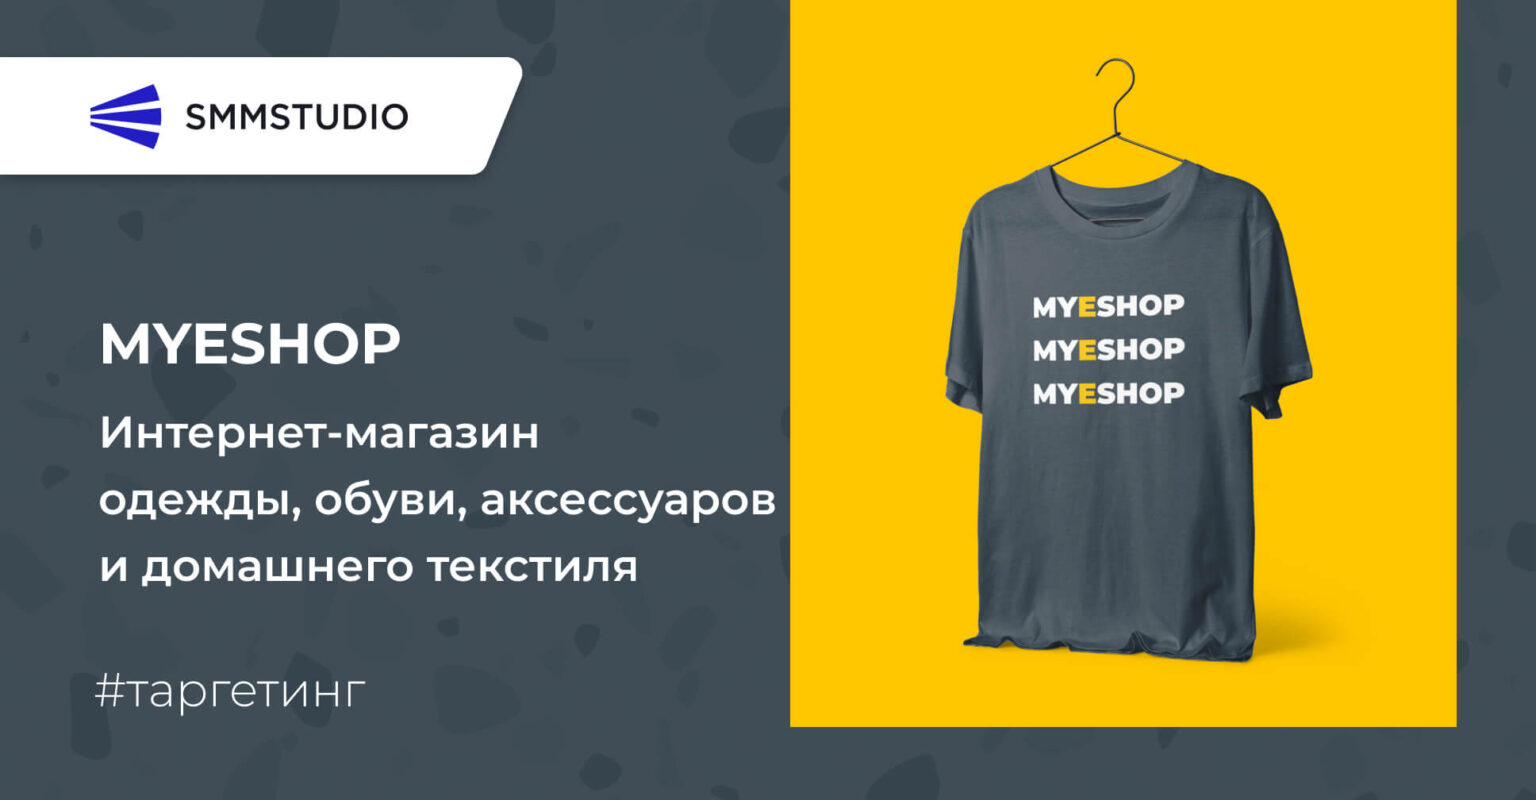 SMMSTUDIO
MYESHOP
Интернет-магазин
одежды, обуви, аксессуаров
и домашнего текстиля
#таргетинг
MYESHOP
MYESHOP
MYESHOP